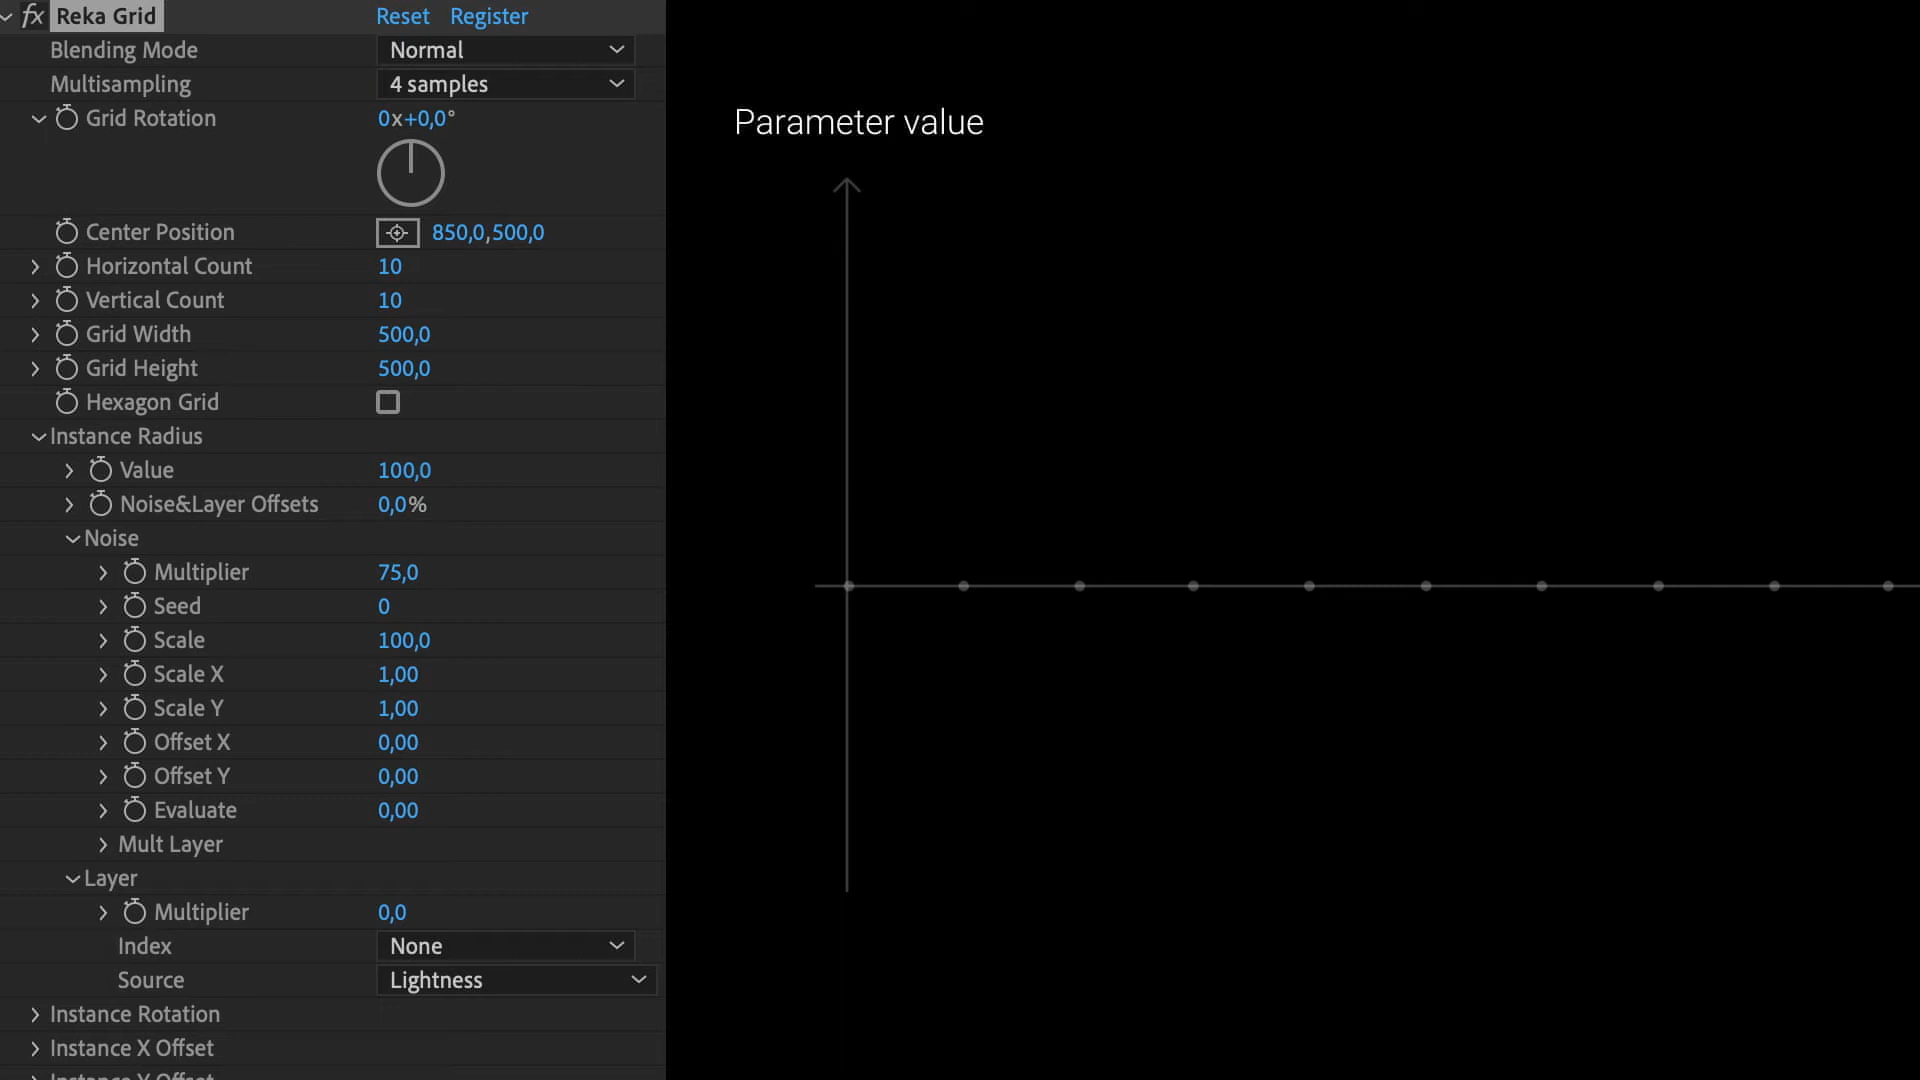 fx Reka Grid Reset Register
Blending Mode Normal
Multisampling 4 samples
Grid Rotation 0x+0,0°
Parameter value
Center Position 850,0,500,0
Horizontal Count 10
Vertical Count 10
Grid Width 500,0
Grid Height 500,0
Hexagon Grid
Instance Radius
Value 100,0
Noise&Layer Offsets 0,0%
Noise
Multiplier 75,0
Seed 0
Scale 100,0
Scale X 1,00
Scale Y 1,00
Offset X 0,00
Offset Y 0,00
Evaluate 0,00
Mult Layer
Layer
Multiplier 0,0
Index None
Source Lightness
Instance Rotation
Instance X Offset
Instance Y Offset